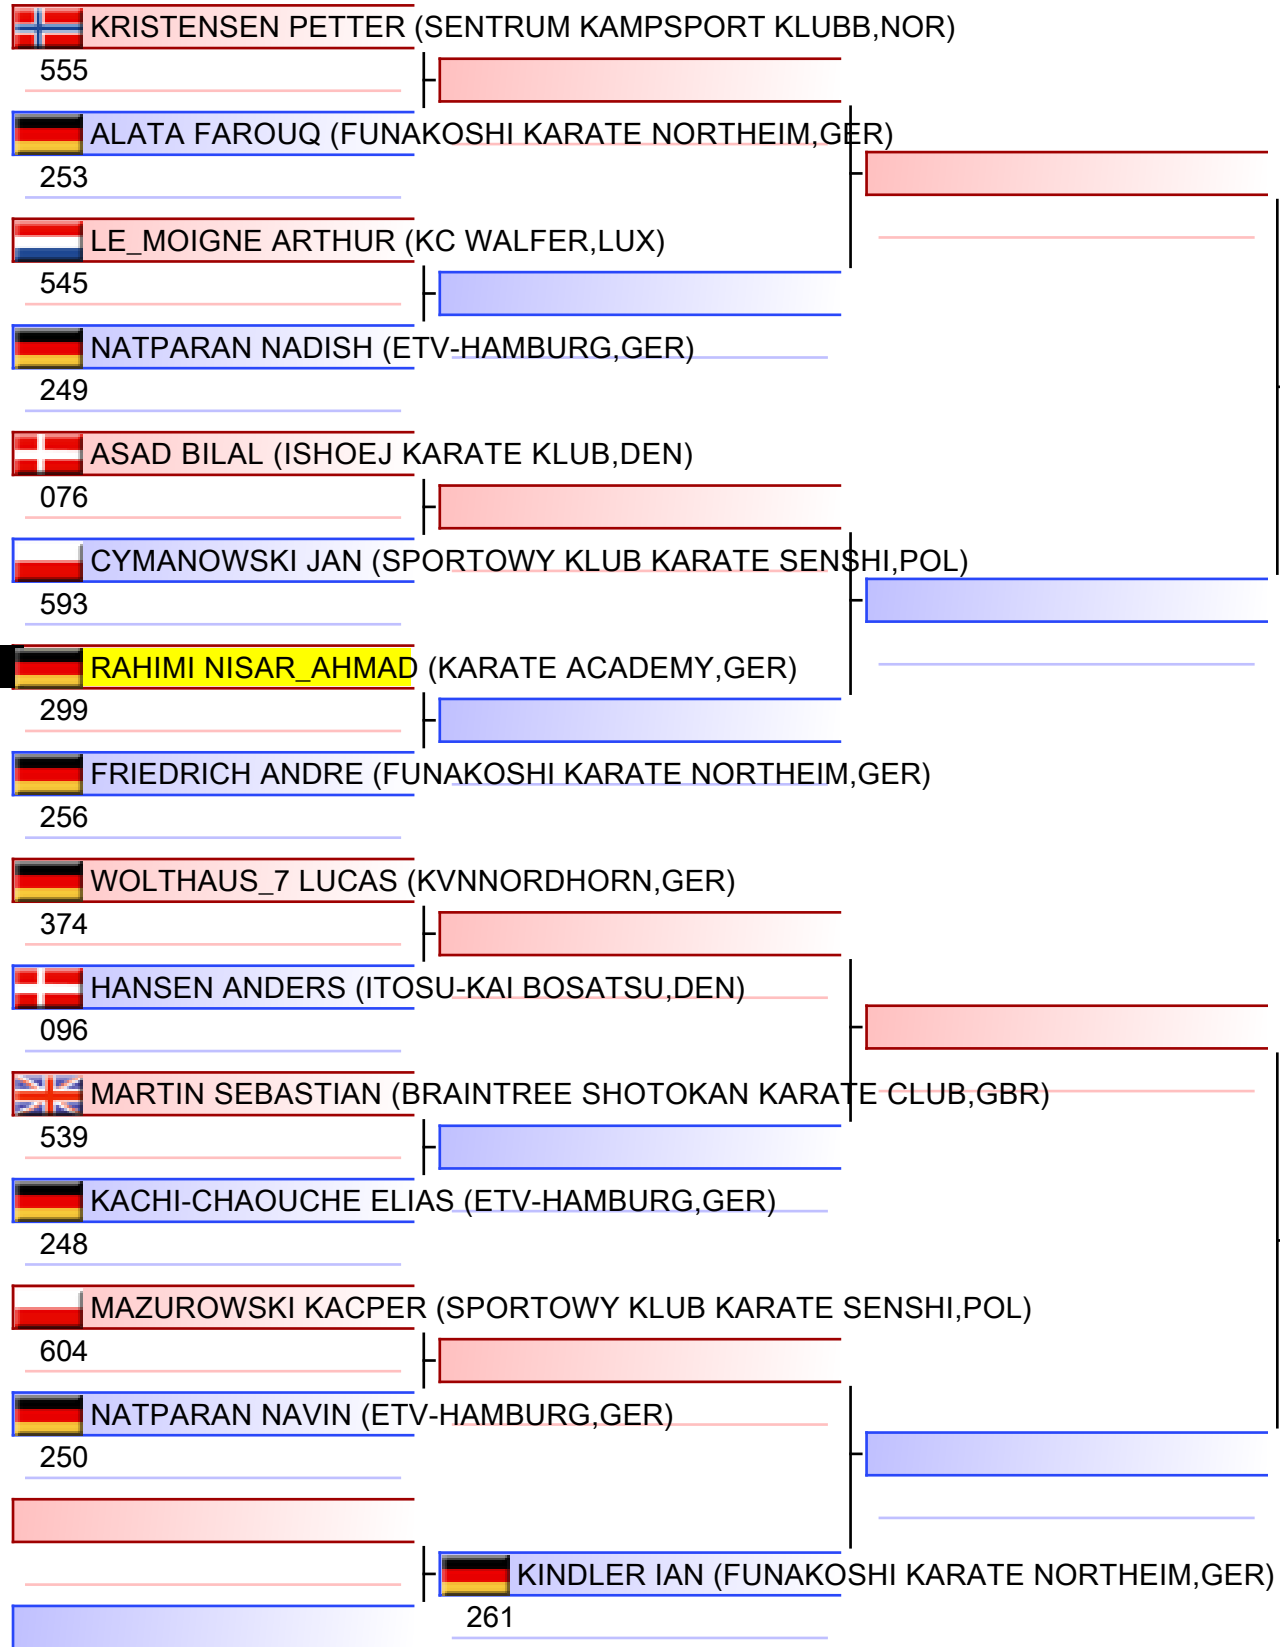 KRISTENSEN PETTER (SENTRUM KAMPSPORT KLUBB,NOR)
555
ALATA FAROUQ (FUNAKOSHI KARATE NORTHEIM,GER)
253
LE_MOIGNE ARTHUR (KC WALFER,LUX)
545
NATPARAN NADISH (ETV-HAMBURG,GER)
249
ASAD BILAL (ISHOEJ KARATE KLUB,DEN)
076
CYMANOWSKI JAN (SPORTOWY KLUB KARATE SENSHI,POL)
593
RAHIMI NISAR_AHMAD (KARATE ACADEMY,GER)
299
FRIEDRICH ANDRE (FUNAKOSHI KARATE NORTHEIM,GER)
256
WOLTHAUS_7 LUCAS (KVNNORDHORN,GER)
374
HANSEN ANDERS (ITOSU-KAI BOSATSU,DEN)
096
MARTIN SEBASTIAN (BRAINTREE SHOTOKAN KARATE CLUB,GBR)
539
KACHI-CHAOUCHE ELIAS (ETV-HAMBURG,GER)
248
MAZUROWSKI KACPER (SPORTOWY KLUB KARATE SENSHI,POL)
604
NATPARAN NAVIN (ETV-HAMBURG,GER)
250
KINDLER IAN (FUNAKOSHI KARATE NORTHEIM,GER)
261